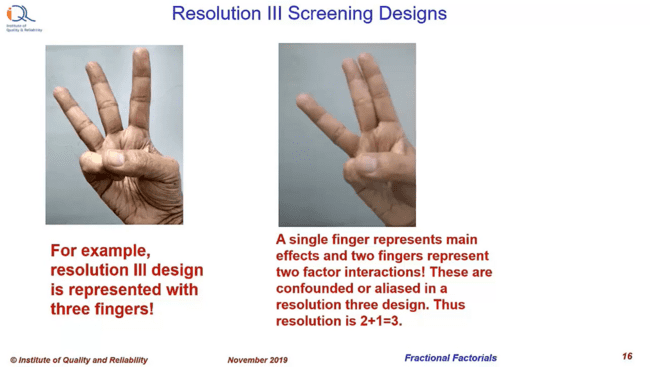 Institute of
Quality & Reliability
Resolution III Screening Designs
For example,
resolution III design
is represented with
three fingers!
A single finger represents main
effects and two fingers represent
two factor interactions! These are
confounded or aliased in a
resolution three design. Thus
resolution is 2+1=3.
© Institute of Quality and Reliability
November 2019
Fractional Factorials
16